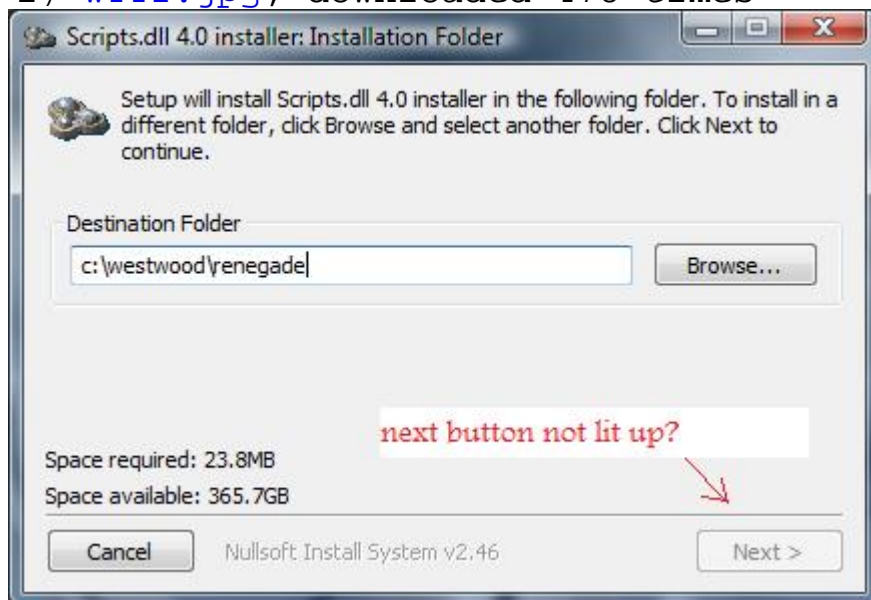 Scripts.dll 4.0 installer: Installation Folder
Setup will install Scripts.dll 4.0 installer in the following folder. To install in a
different folder, click Browse and select another folder. Click Next to
continue.
Destination Folder
c:\westwood\renegade
Browse...
next button not lit up?
Space required: 23.8MB
Space available: 365.7GB
Cancel
Nullsoft Install System v2.46
Next >